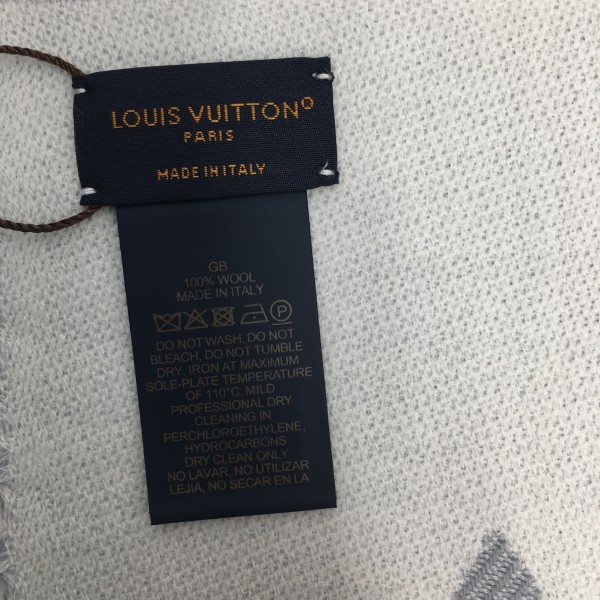 LOUIS VUITTON®
PARIS
MADE IN ITALY
GB
100% WOOL
MADE IN ITALY
P
DO NOT WASH, DO NOT
BLEACH, DO NOT TUMBLE
DRY, IRON AT MAXIMUM
SOLE-PLATE TEMPERATURE
OF 110°C, MILD
PROFESSIONAL DRY
CLEANING IN
PERCHLOROETHYLENE,
HYDROCARBONS
DRY CLEAN ONLY
NO LAVAR, NO UTILIZAR
LEJIA, NO SECAR EN LA